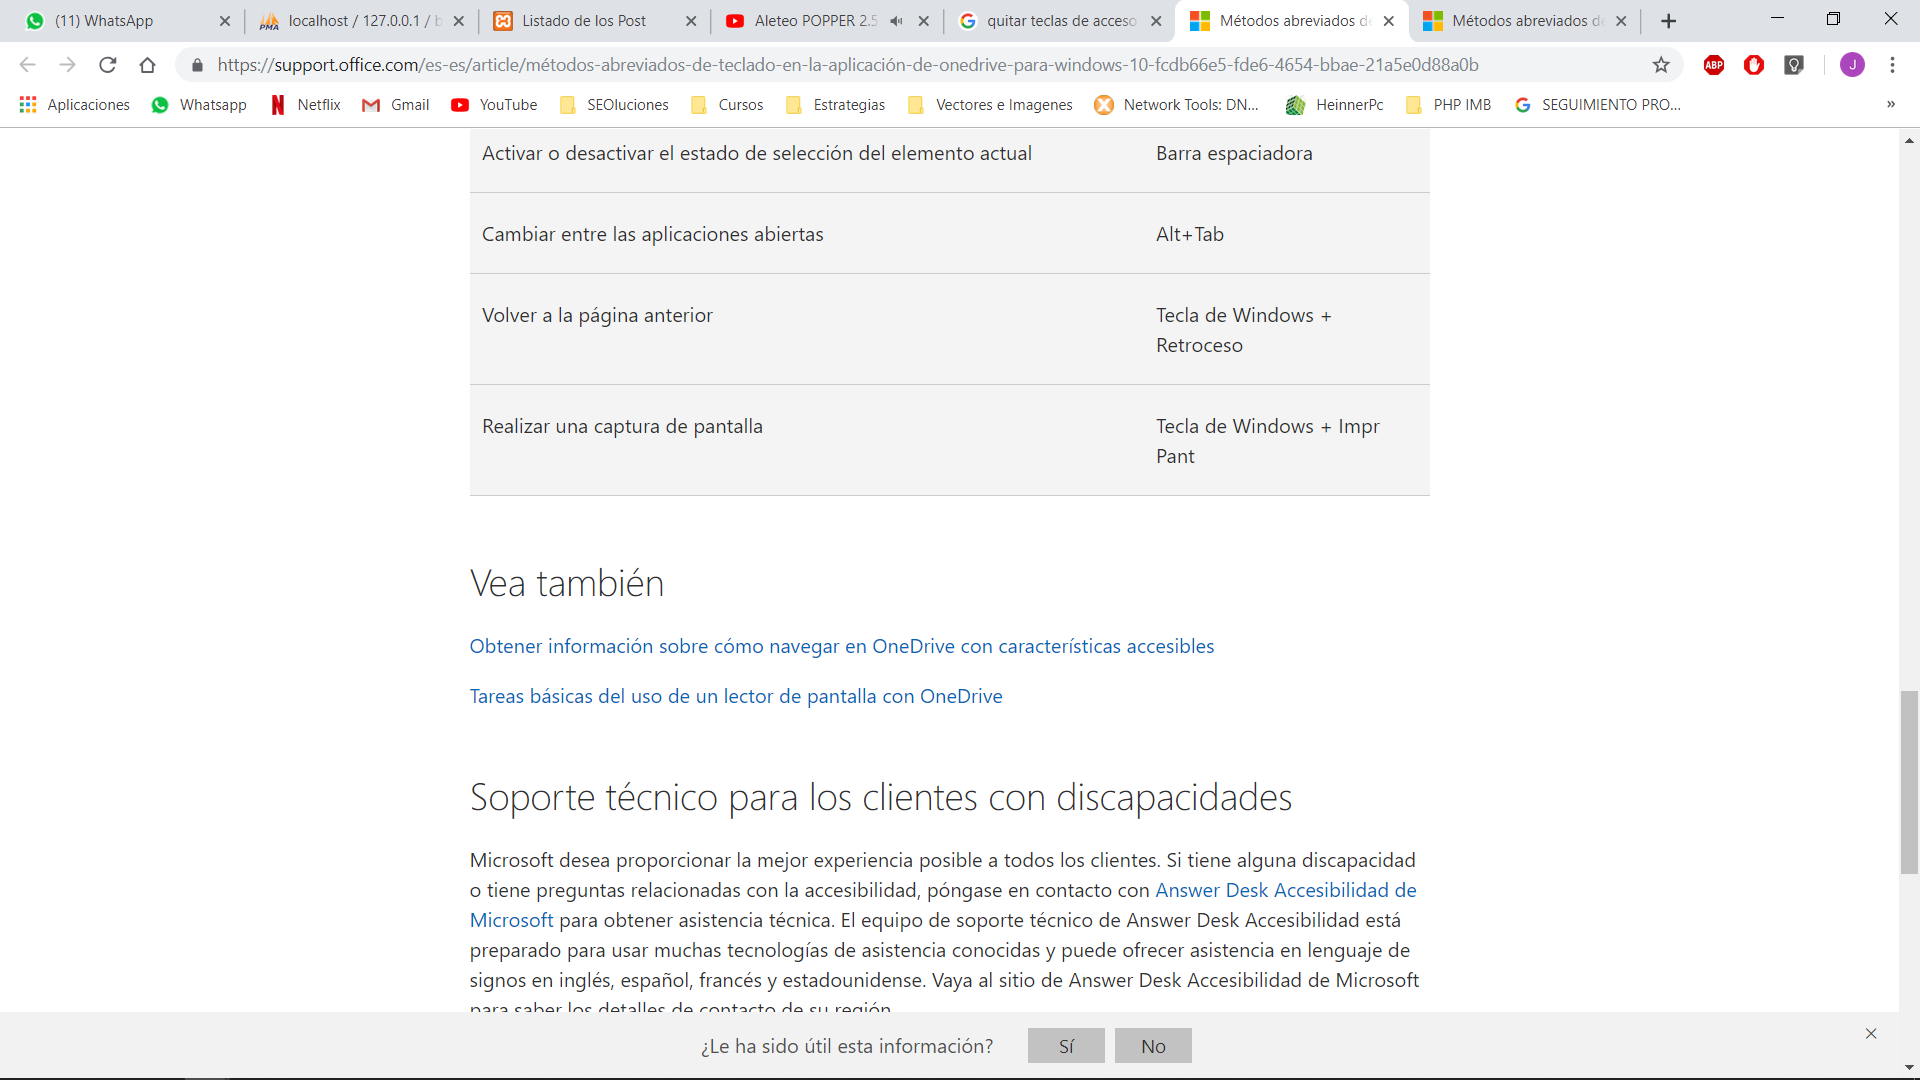 (11) WhatsApp
localhost / 127.0.0.1 / b
Listado de los Post
Aleteo POPPER 2.5
quitar teclas de acceso
Métodos abreviados de
Métodos abreviados de
https://support.office.com/es-es/article/métodos-abreviados-de-teclado-en-la-aplicación-de-onedrive-para-windows-10-fcdb66e5-fde6-4654-bbae-21a5e0d88a0b
ABP
J
Aplicaciones
Whatsapp
Netflix
Gmail
YouTube
SEOluciones
Cursos
Estrategias
Vectores e Imagenes
Network Tools: DN...
HeinnerPc
PHP IMB
SEGUIMIENTO PRO...
»
Activar o desactivar el estado de selección del elemento actual
Barra espaciadora
Cambiar entre las aplicaciones abiertas
Alt+Tab
Volver a la página anterior
Tecla de Windows +
Retroceso
Realizar una captura de pantalla
Tecla de Windows + Impr
Pant
Vea también
Obtener información sobre cómo navegar en OneDrive con características accesibles
Tareas básicas del uso de un lector de pantalla con OneDrive
Soporte técnico para los clientes con discapacidades
Microsoft desea proporcionar la mejor experiencia posible a todos los clientes. Si tiene alguna discapacidad
o tiene preguntas relacionadas con la accesibilidad, póngase en contacto con Answer Desk Accesibilidad de
Microsoft para obtener asistencia técnica. El equipo de soporte técnico de Answer Desk Accesibilidad está
preparado para usar muchas tecnologías de asistencia conocidas y puede ofrecer asistencia en lenguaje de
signos en inglés, español, francés y estadounidense. Vaya al sitio de Answer Desk Accesibilidad de Microsoft
para saber los detalles de contacto de su región.
¿Le ha sido útil esta información?
Sí
No